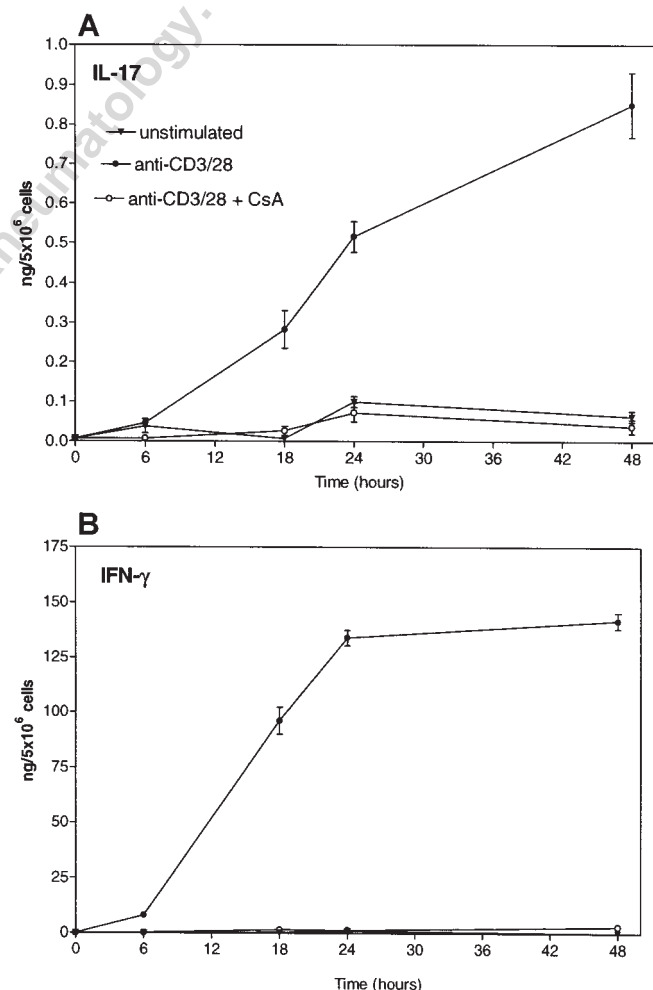 A
1.0
0.9
0.8
0.7
0.6
0.5
0.4
0.3
0.2
0.1
0.0
IL-17
unstimulated
anti-CD3/28
anti-CD3/28 + CsA
ng/5x10⁶ cells
0 6 12 18 24 30 36 42 48
Time (hours)
B
175
150
125
100
75
50
25
0
IFN-γ
ng/5x10⁶ cells
0 6 12 18 24 30 36 42 48
Time (hours)